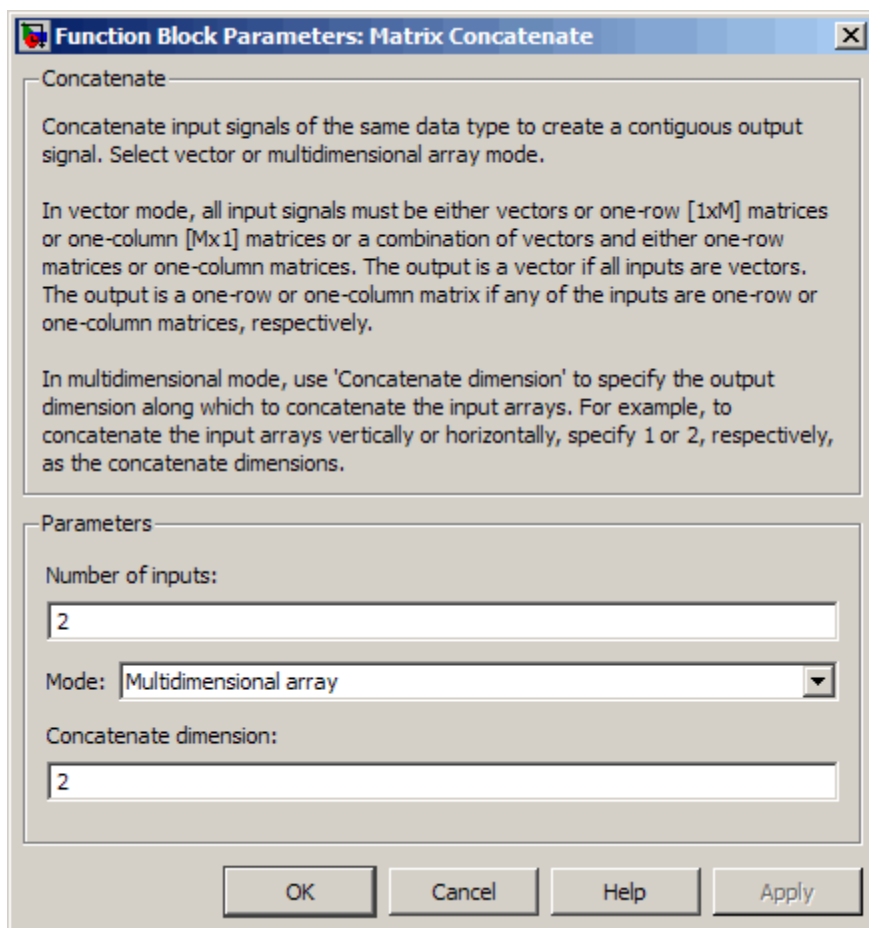 Function Block Parameters: Matrix Concatenate
Concatenate
Concatenate input signals of the same data type to create a contiguous output
signal. Select vector or multidimensional array mode.
In vector mode, all input signals must be either vectors or one-row [1xM] matrices
or one-column [Mx1] matrices or a combination of vectors and either one-row
matrices or one-column matrices. The output is a vector if all inputs are vectors.
The output is a one-row or one-column matrix if any of the inputs are one-row or
one-column matrices, respectively.
In multidimensional mode, use 'Concatenate dimension' to specify the output
dimension along which to concatenate the input arrays. For example, to
concatenate the input arrays vertically or horizontally, specify 1 or 2, respectively,
as the concatenate dimensions.
Parameters
Number of inputs:
2
Mode: Multidimensional array
Concatenate dimension:
2
OK Cancel Help Apply